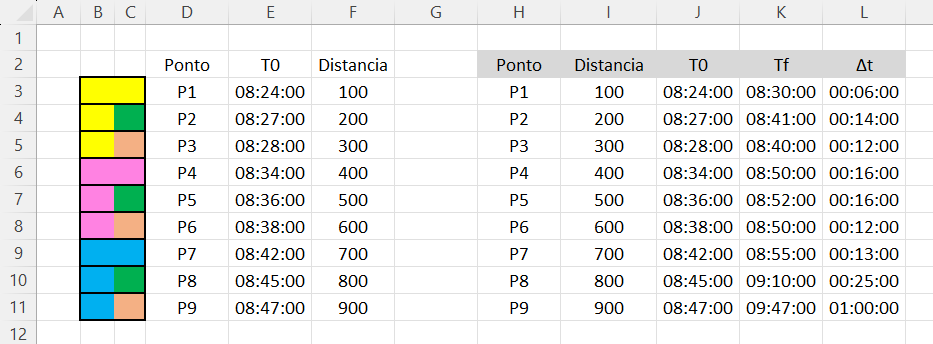 A B C D E F G H I J K L
1
2 Ponto T0 Distancia Ponto Distancia T0 Tf Δt
3 P1 08:24:00 100 P1 100 08:24:00 08:30:00 00:06:00
4 P2 08:27:00 200 P2 200 08:27:00 08:41:00 00:14:00
5 P3 08:28:00 300 P3 300 08:28:00 08:40:00 00:12:00
6 P4 08:34:00 400 P4 400 08:34:00 08:50:00 00:16:00
7 P5 08:36:00 500 P5 500 08:36:00 08:52:00 00:16:00
8 P6 08:38:00 600 P6 600 08:38:00 08:50:00 00:12:00
9 P7 08:42:00 700 P7 700 08:42:00 08:55:00 00:13:00
10 P8 08:45:00 800 P8 800 08:45:00 09:10:00 00:25:00
11 P9 08:47:00 900 P9 900 08:47:00 09:47:00 01:00:00
12